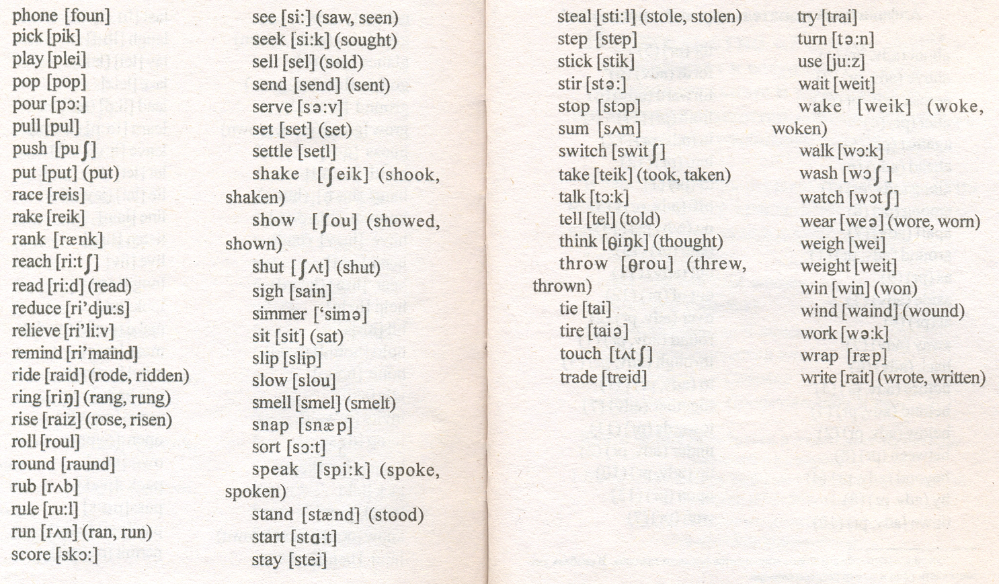 phone [foun]
pick [pik]
play [plei]
pop [pop]
pour [pɔ:]
pull [pul]
push [puʃ]
put [put] (put)
race [reis]
rake [reik]
rank [rænk]
reach [ri:tʃ]
read [ri:d] (read)
reduce [ri’dju:s]
relieve [ri’li:v]
remind [ri’maind]
ride [raid] (rode, ridden)
ring [riŋ] (rang, rung)
rise [raiz] (rose, risen)
roll [roul]
round [raund]
rub [rʌb]
rule [ru:l]
run [rʌn] (ran, run)
score [skɔ:]
see [si:] (saw, seen)
seek [si:k] (sought)
sell [sel] (sold)
send [send] (sent)
serve [sə:v]
set [set] (set)
settle [setl]
shake [ʃeik] (shook,
shaken)
show [ʃou] (showed,
shown)
shut [ʃʌt] (shut)
sigh [sain]
simmer [‘simə]
sit [sit] (sat)
slip [slip]
slow [slou]
smell [smel] (smelt)
snap [snæp]
sort [sɔ:t]
speak [spi:k] (spoke,
spoken)
stand [stænd] (stood)
start [stɑ:t]
stay [stei]
steal [sti:l] (stole, stolen)
step [step]
stick [stik]
stir [stə:]
stop [stɔp]
sum [sʌm]
switch [switʃ]
take [teik] (took, taken)
talk [tɔ:k]
tell [tel] (told)
think [θiŋk] (thought)
throw [θrou] (threw,
thrown)
tie [tai]
tire [taiə]
touch [tʌtʃ]
trade [treid]
try [trai]
turn [tə:n]
use [ju:z]
wait [weit]
wake [weik] (woke,
woken)
walk [wɔ:k]
wash [wɔʃ]
watch [wɔtʃ]
wear [weə] (wore, worn)
weigh [wei]
weight [weit]
win [win] (won)
wind [waind] (wound)
work [wə:k]
wrap [ræp]
write [rait] (wrote, written)